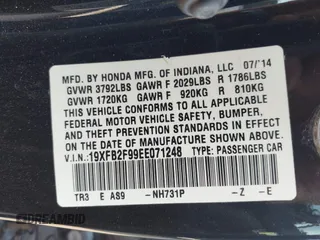 MFD. BY HONDA MFG. OF INDIANA, LLC 07/'14
GVWR 3792LBS GAWR F 2029LBS R 1786LBS
GVWR 1720KG GAWR F 920KG R 810KG
THIS VEHICLE CONFORMS TO ALL APPLICABLE
FEDERAL MOTOR VEHICLE SAFETY, BUMPER,
AND THEFT PREVENTION STANDARDS IN EFFECT
ON THE DATE OF MANUFACTURE SHOWN ABOVE.
V.I.N: 19XFB2F99EE071248 TYPE: PASSENGER CAR
TR3 E AS9 -NH731P -Z -E
DREAMBID